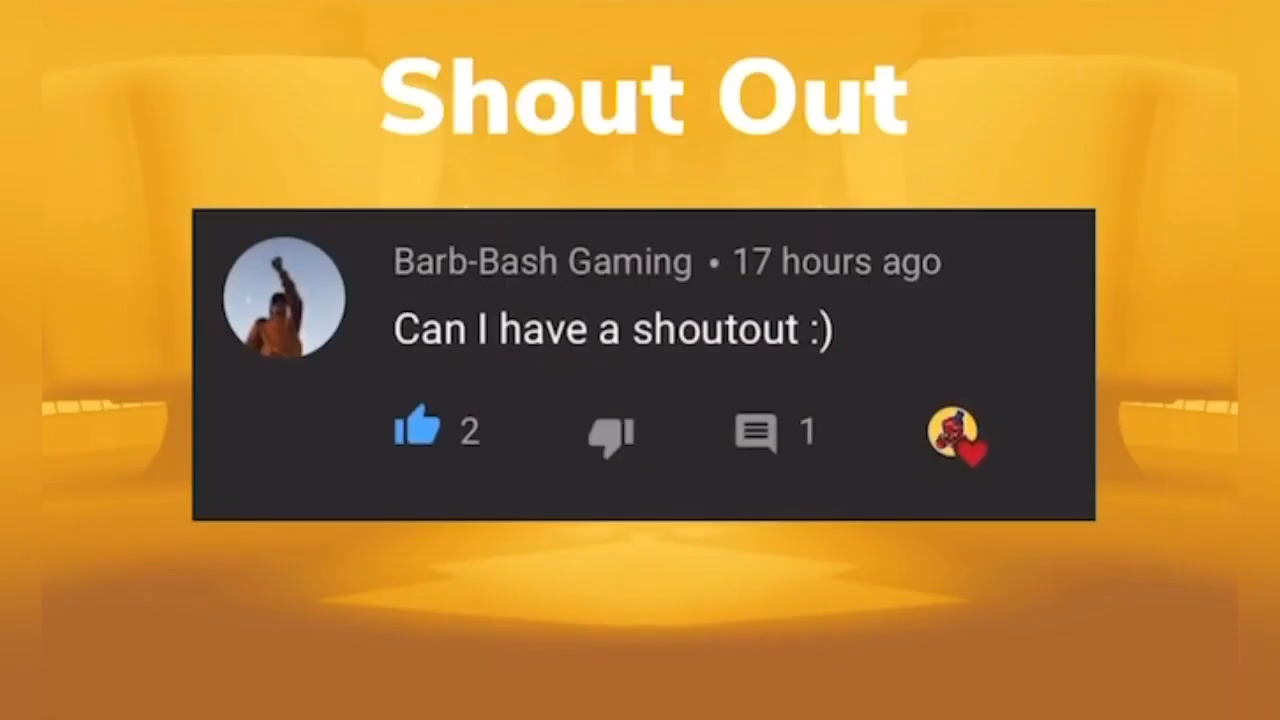 Shout Out
Barb-Bash Gaming • 17 hours ago
Can I have a shoutout :)
2
1